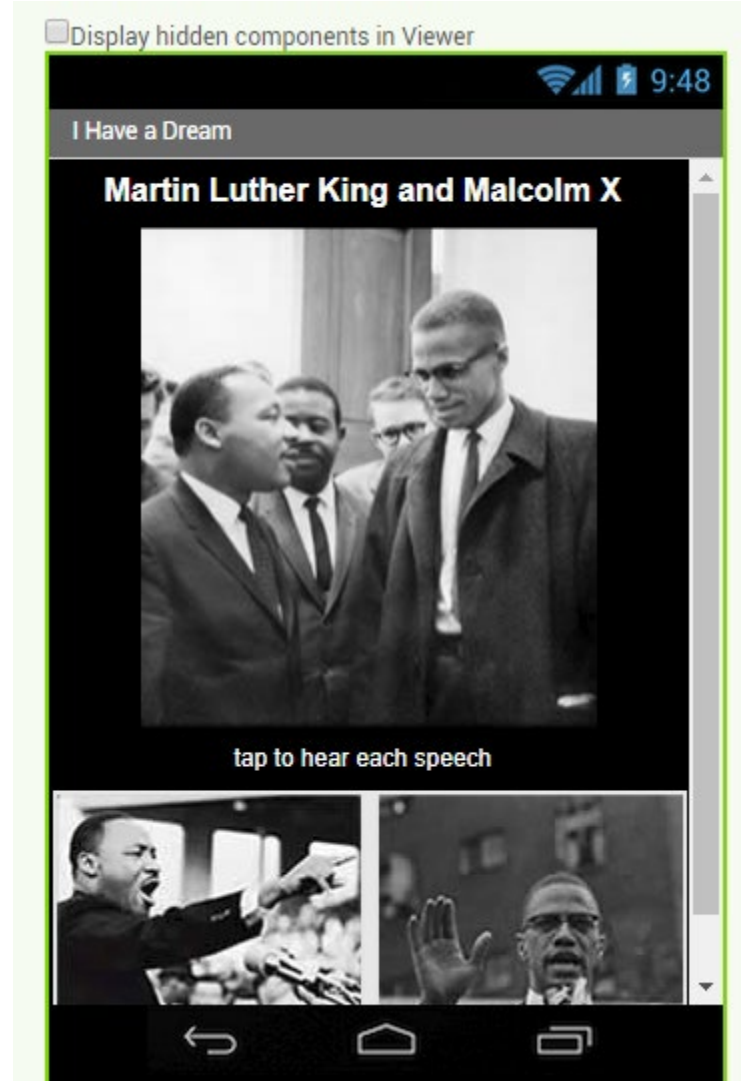 Display hidden components in Viewer
9:48
I Have a Dream
Martin Luther King and Malcolm X
tap to hear each speech